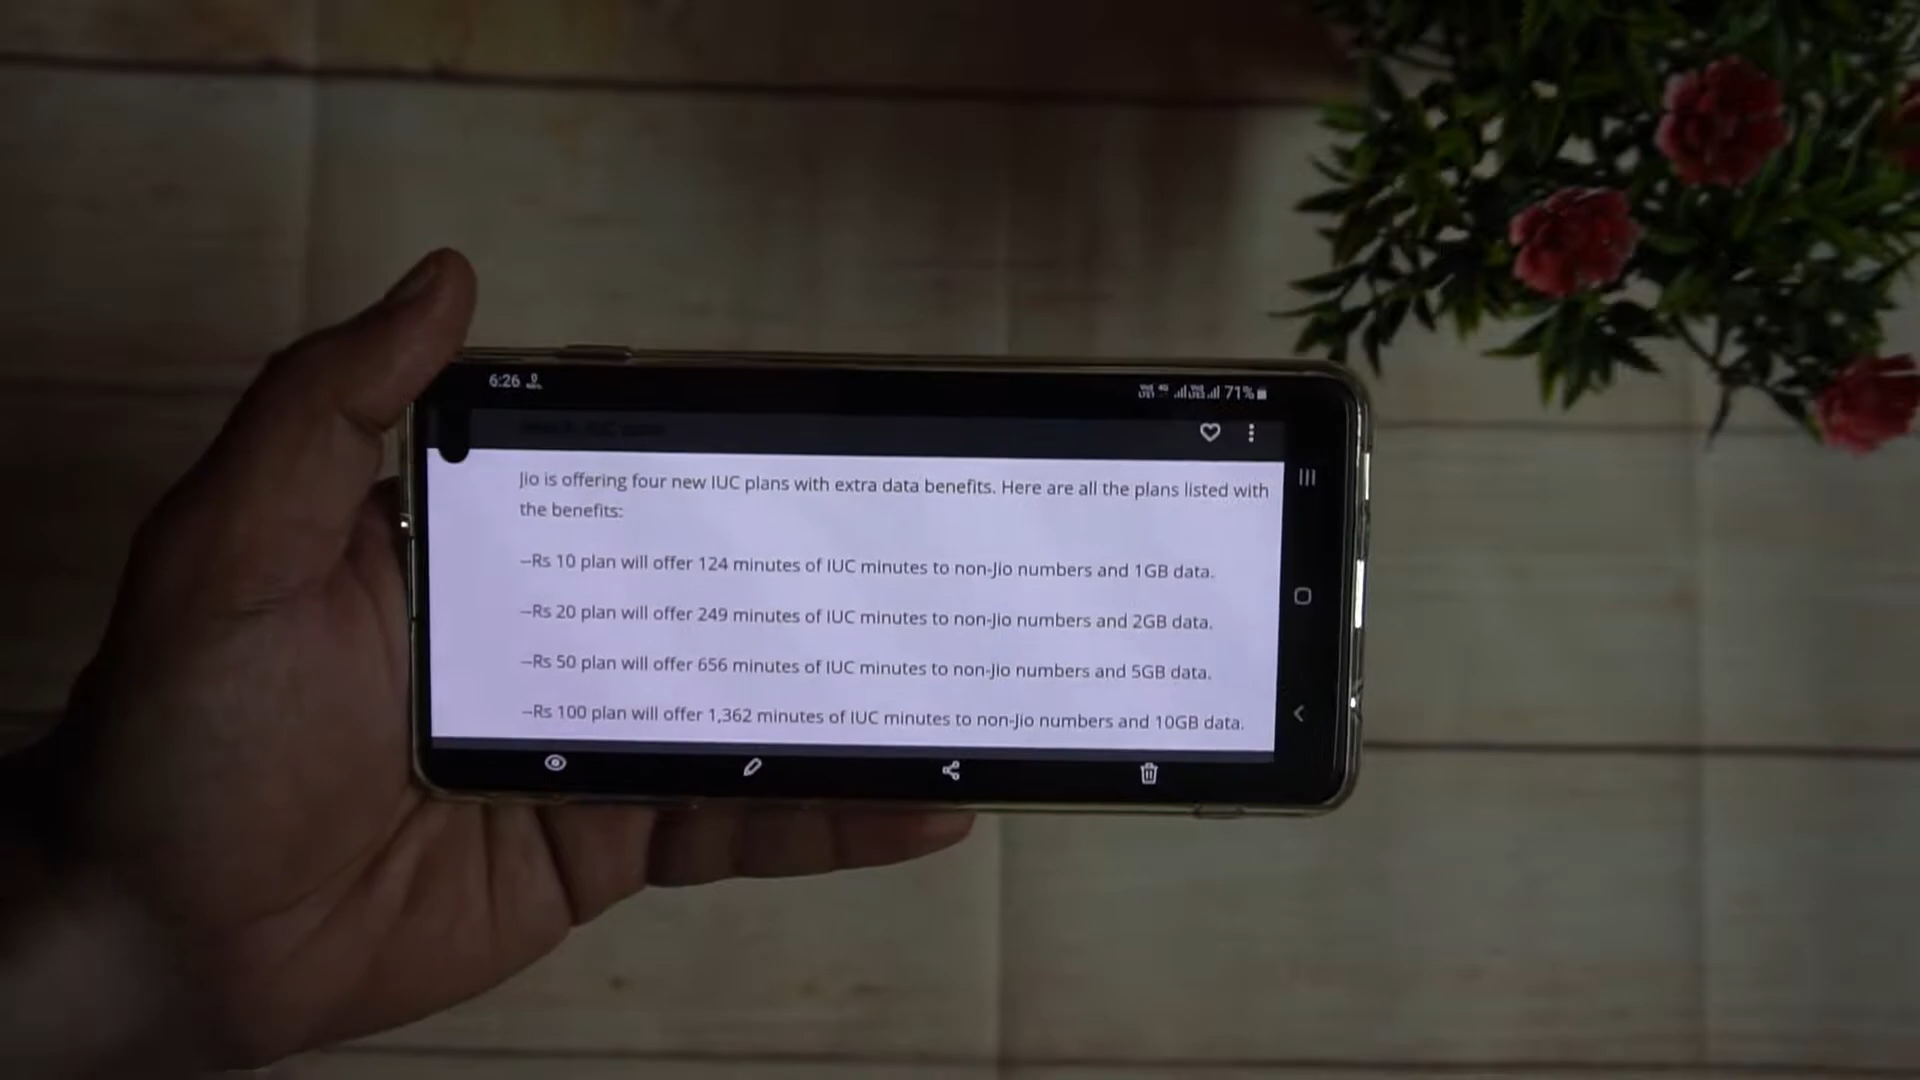 6:26
71%
Jio is offering four new IUC plans with extra data benefits. Here are all the plans listed with
the benefits:
—Rs 10 plan will offer 124 minutes of IUC minutes to non-Jio numbers and 1GB data.
—Rs 20 plan will offer 249 minutes of IUC minutes to non-Jio numbers and 2GB data.
—Rs 50 plan will offer 656 minutes of IUC minutes to non-Jio numbers and 5GB data.
—Rs 100 plan will offer 1,362 minutes of IUC minutes to non-Jio numbers and 10GB data.